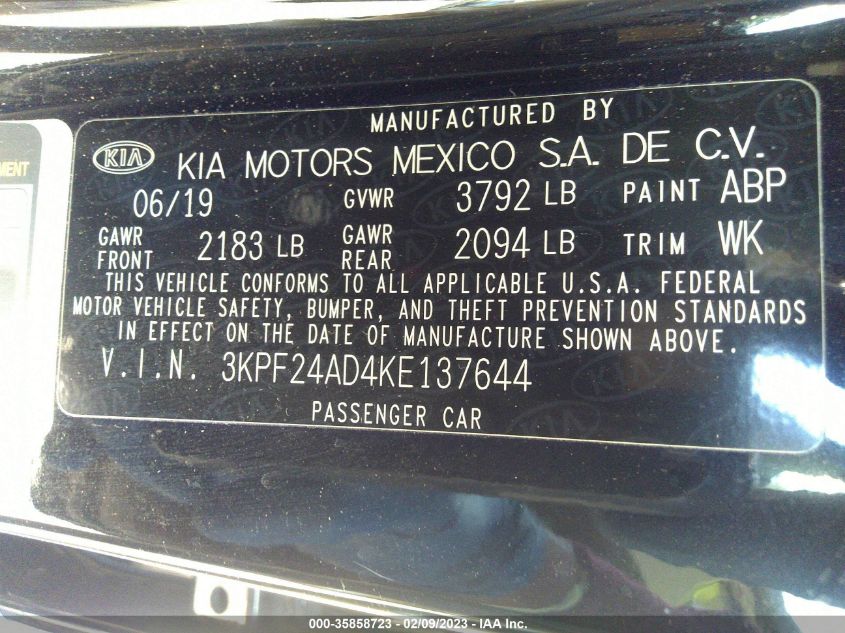 MENT
MANUFACTURED BY
KIA KIA MOTORS MEXICO S.A. DE C.V.
06/19 GVWR 3792 LB PAINT ABP
GAWR FRONT 2183 LB GAWR REAR 2094 LB TRIM WK
THIS VEHICLE CONFORMS TO ALL APPLICABLE U.S.A. FEDERAL
MOTOR VEHICLE SAFETY, BUMPER, AND THEFT PREVENTION STANDARDS
IN EFFECT ON THE DATE OF MANUFACTURE SHOWN ABOVE.
V.I.N. 3KPF24AD4KE137644
PASSENGER CAR
000-35858723 - 02/09/2023 - IAA Inc.